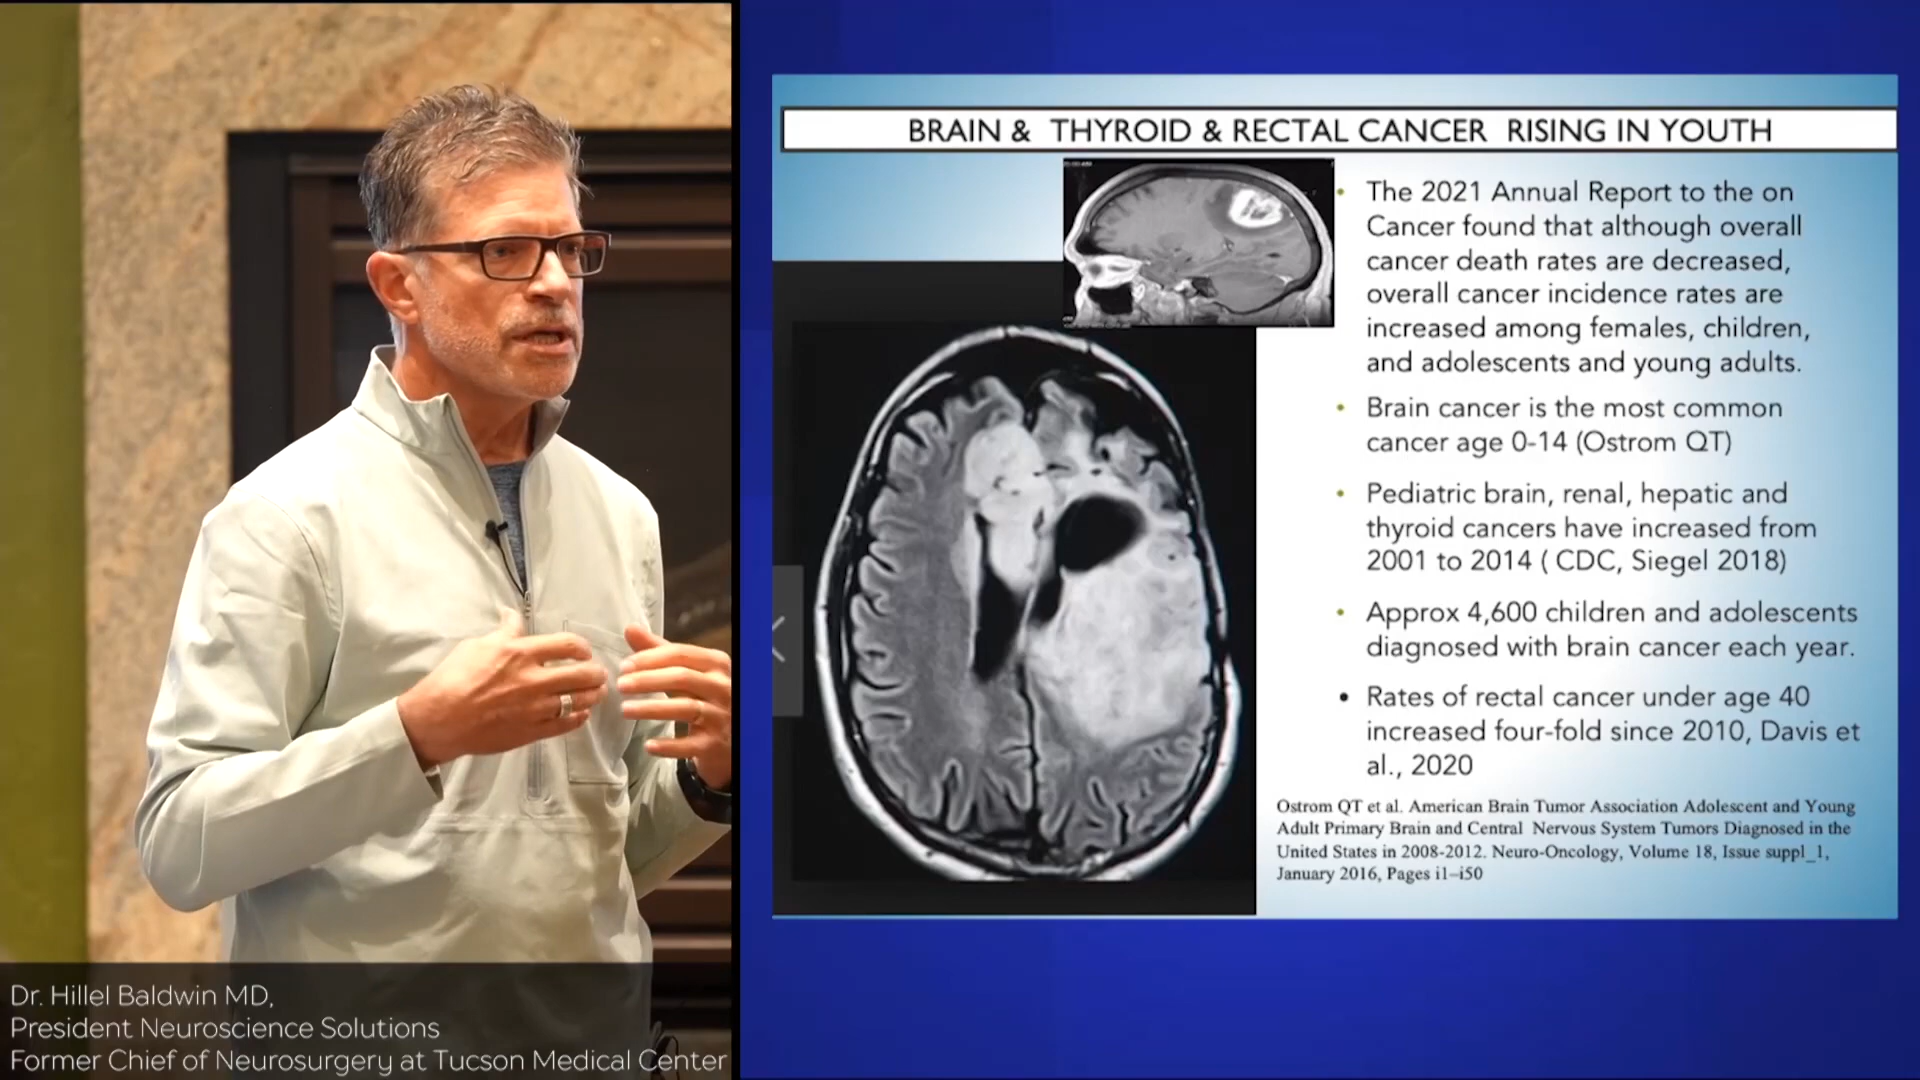 BRAIN & THYROID & RECTAL CANCER RISING IN YOUTH
• The 2021 Annual Report to the on
Cancer found that although overall
cancer death rates are decreased,
overall cancer incidence rates are
increased among females, children,
and adolescents and young adults.
• Brain cancer is the most common
cancer age 0-14 (Ostrom QT)
• Pediatric brain, renal, hepatic and
thyroid cancers have increased from
2001 to 2014 ( CDC, Siegel 2018)
• Approx 4,600 children and adolescents
diagnosed with brain cancer each year.
• Rates of rectal cancer under age 40
increased four-fold since 2010, Davis et
al., 2020
Ostrom QT et al. American Brain Tumor Association Adolescent and Young
Adult Primary Brain and Central Nervous System Tumors Diagnosed in the
United States in 2008-2012. Neuro-Oncology, Volume 18, Issue suppl_1,
January 2016, Pages i1–i50
Dr. Hillel Baldwin MD,
President Neuroscience Solutions
Former Chief of Neurosurgery at Tucson Medical Center